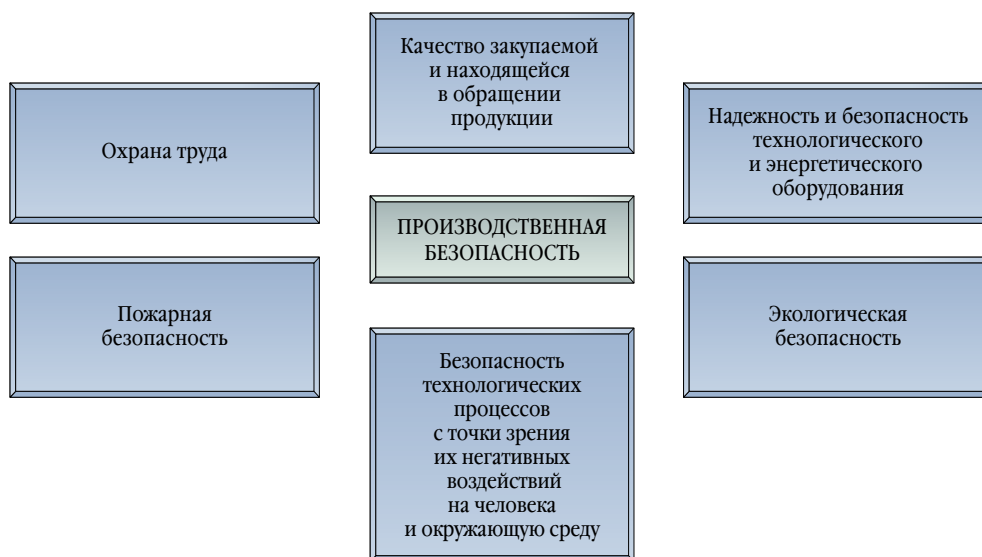 Качество закупаемой
и находящейся
в обращении
продукции
Охрана труда
Надежность и безопасность
технологического
и энергетического
оборудования
ПРОИЗВОДСТВЕННАЯ
БЕЗОПАСНОСТЬ
Пожарная
безопасность
Экологическая
безопасность
Безопасность
технологических
процессов
с точки зрения
их негативных
воздействий
на человека
и окружающую среду